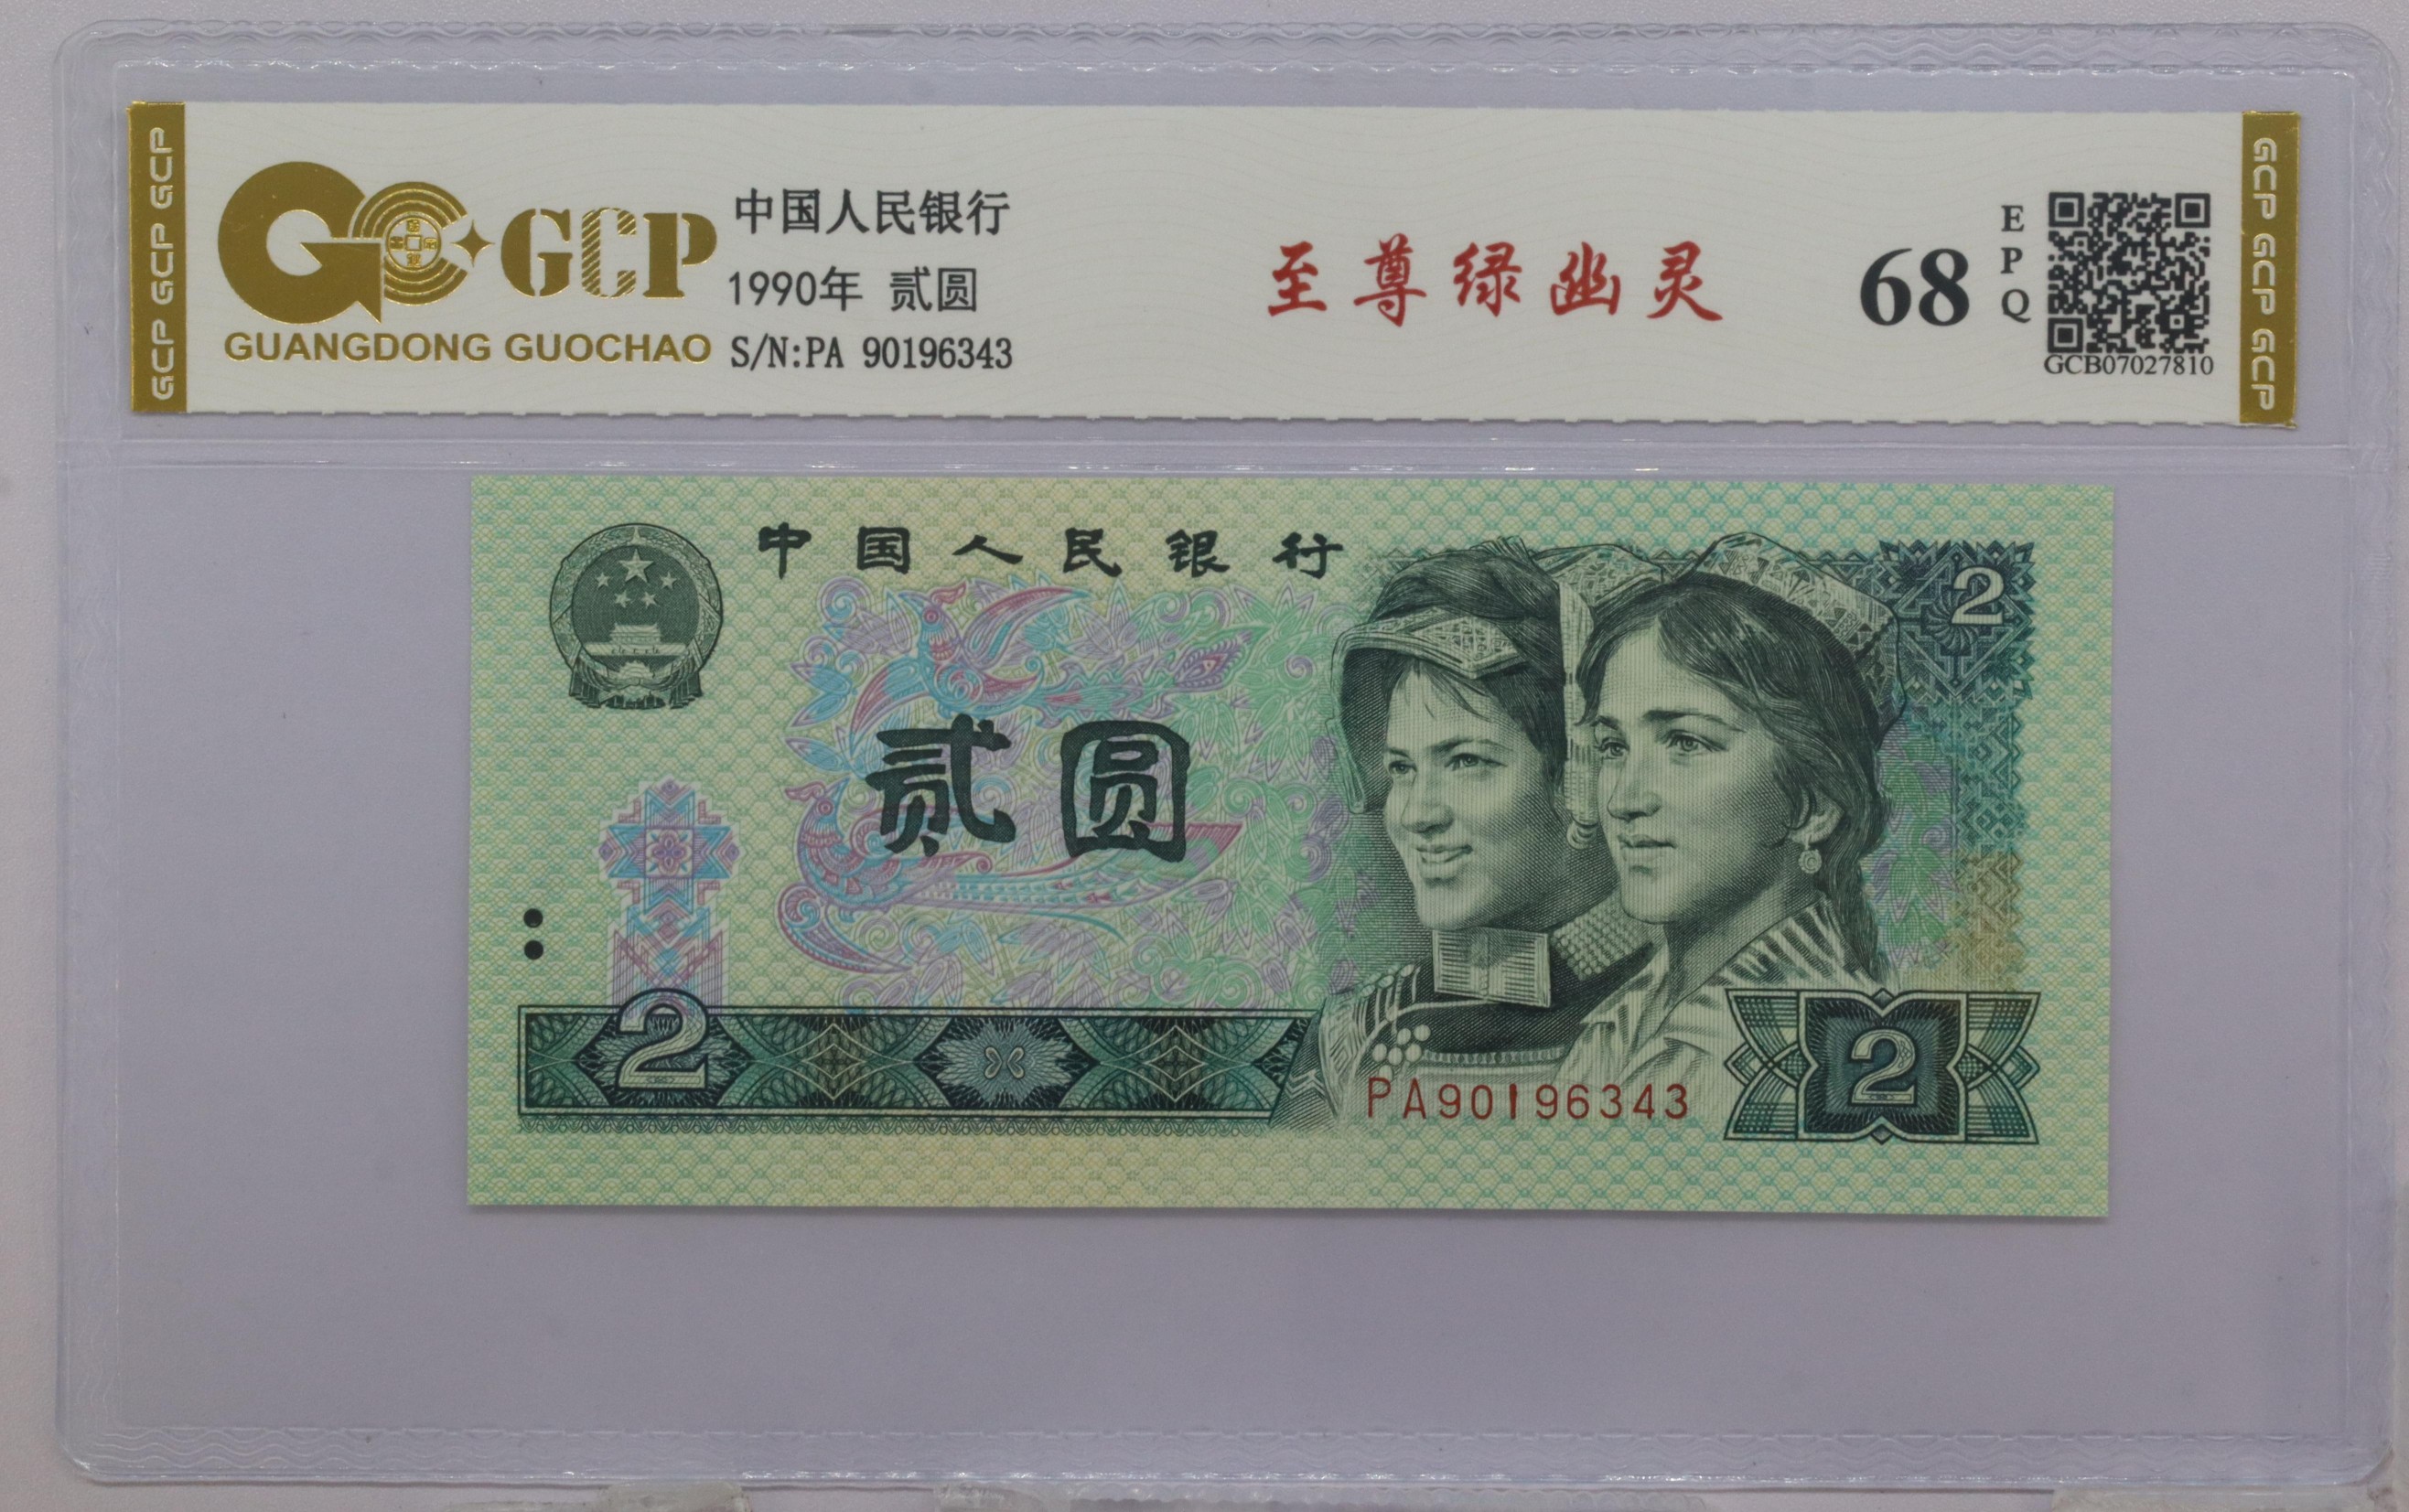 GCP GCP GCP
GCP
GUANGDONG GUOCHAO
中国人民银行
1990年 贰圆
S/N:PA 90196343
至尊绿幽灵
68
EPQ
GCB07027810
GCP GCP GCP
中国人民银行
2
贰圆
2
PA90196343
2